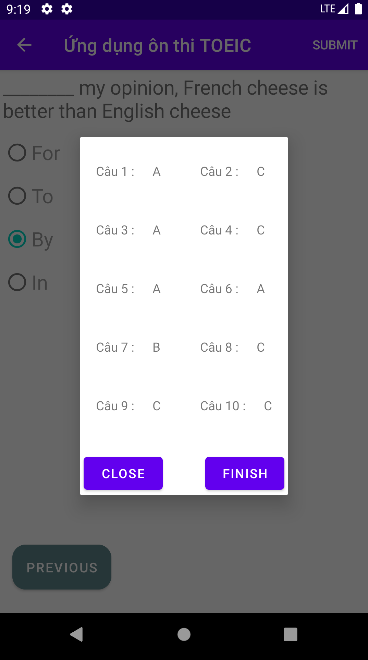 9:19 LTE
Ứng dụng ôn thi TOEIC SUBMIT
________ my opinion, French cheese is
better than English cheese
For
To
By
In
Câu 1 : A Câu 2 : C
Câu 3 : A Câu 4 : C
Câu 5 : A Câu 6 : A
Câu 7 : B Câu 8 : C
Câu 9 : C Câu 10 : C
CLOSE FINISH
PREVIOUS